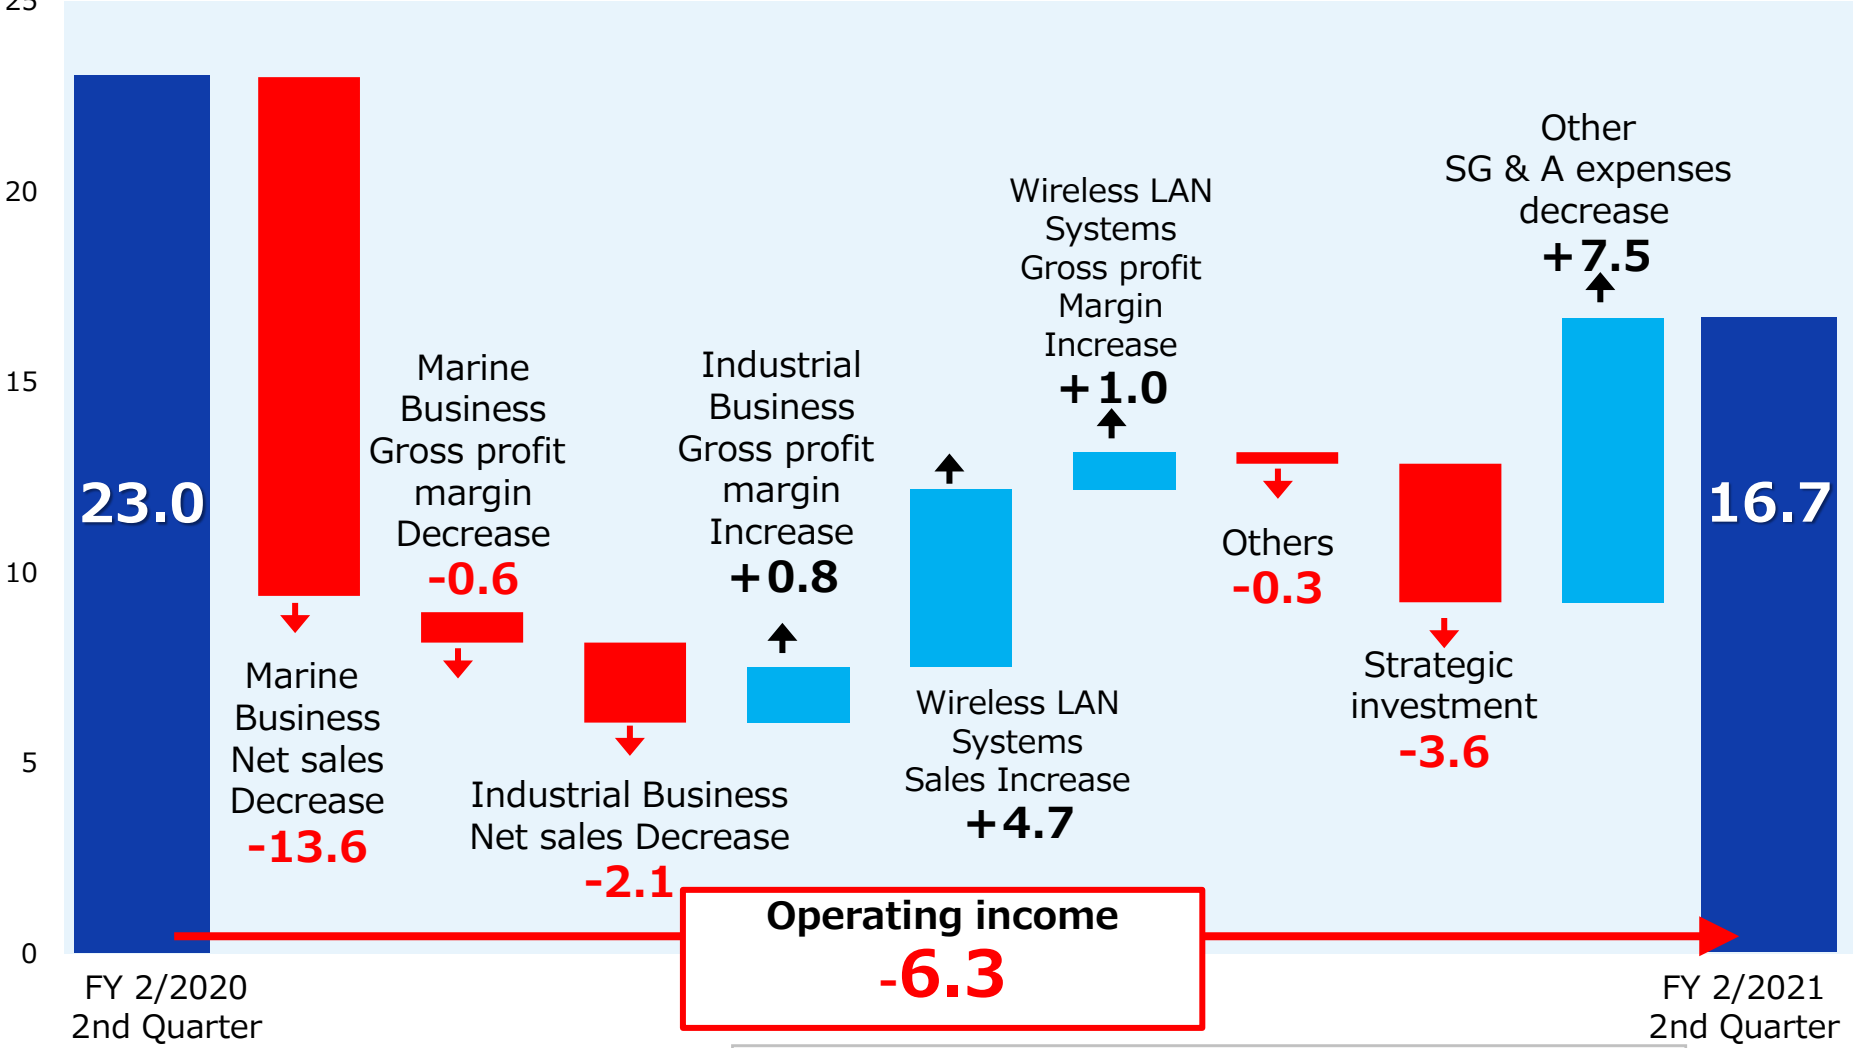 25
20
15
10
5
0
23.0
Marine
Business
Net sales
Decrease
-13.6
Marine
Business
Gross profit
margin
Decrease
-0.6
Industrial Business
Net sales Decrease
-2.1
Industrial
Business
Gross profit
margin
Increase
+0.8
Wireless LAN
Systems
Sales Increase
+4.7
Wireless LAN
Systems
Gross profit
Margin
Increase
+1.0
Others
-0.3
Strategic
investment
-3.6
Other
SG & A expenses
decrease
+7.5
16.7
Operating income
-6.3
FY 2/2020
2nd Quarter
FY 2/2021
2nd Quarter